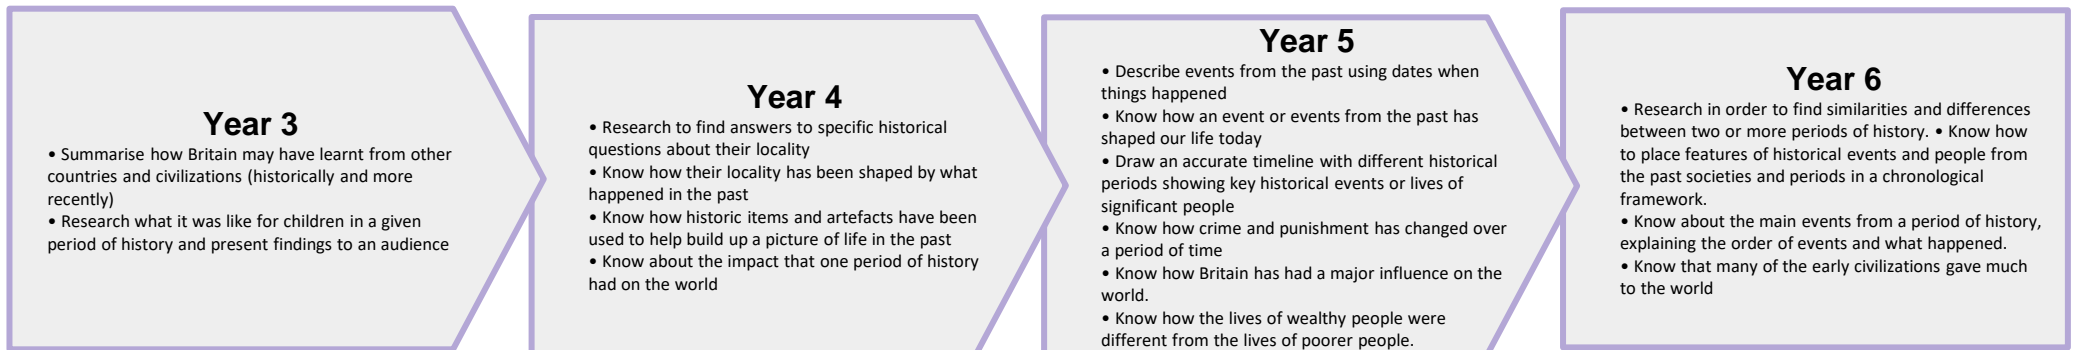 Year 3
• Summarise how Britain may have learnt from other
countries and civilizations (historically and more
recently)
• Research what it was like for children in a given
period of history and present findings to an audience
Year 4
• Research to find answers to specific historical
questions about their locality
• Know how their locality has been shaped by what
happened in the past
• Know how historic items and artefacts have been
used to help build up a picture of life in the past
• Know about the impact that one period of history
had on the world
Year 5
• Describe events from the past using dates when
things happened
• Know how an event or events from the past has
shaped our life today
• Draw an accurate timeline with different historical
periods showing key historical events or lives of
significant people
• Know how crime and punishment has changed over
a period of time
• Know how Britain has had a major influence on the
world.
• Know how the lives of wealthy people were
different from the lives of poorer people.
Year 6
• Research in order to find similarities and differences
between two or more periods of history. • Know how
to place features of historical events and people from
the past societies and periods in a chronological
framework.
• Know about the main events from a period of history,
explaining the order of events and what happened.
• Know that many of the early civilizations gave much
to the world